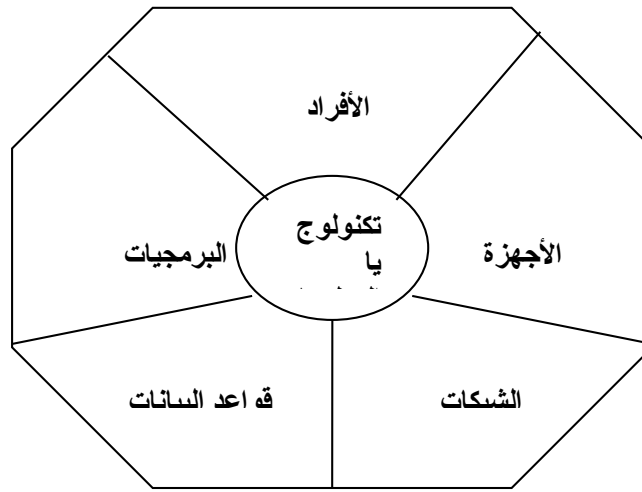 الأفراد
تكنولوج
يا
البرمجيات
الأجهزة
قواعد البيانات
الشبكات